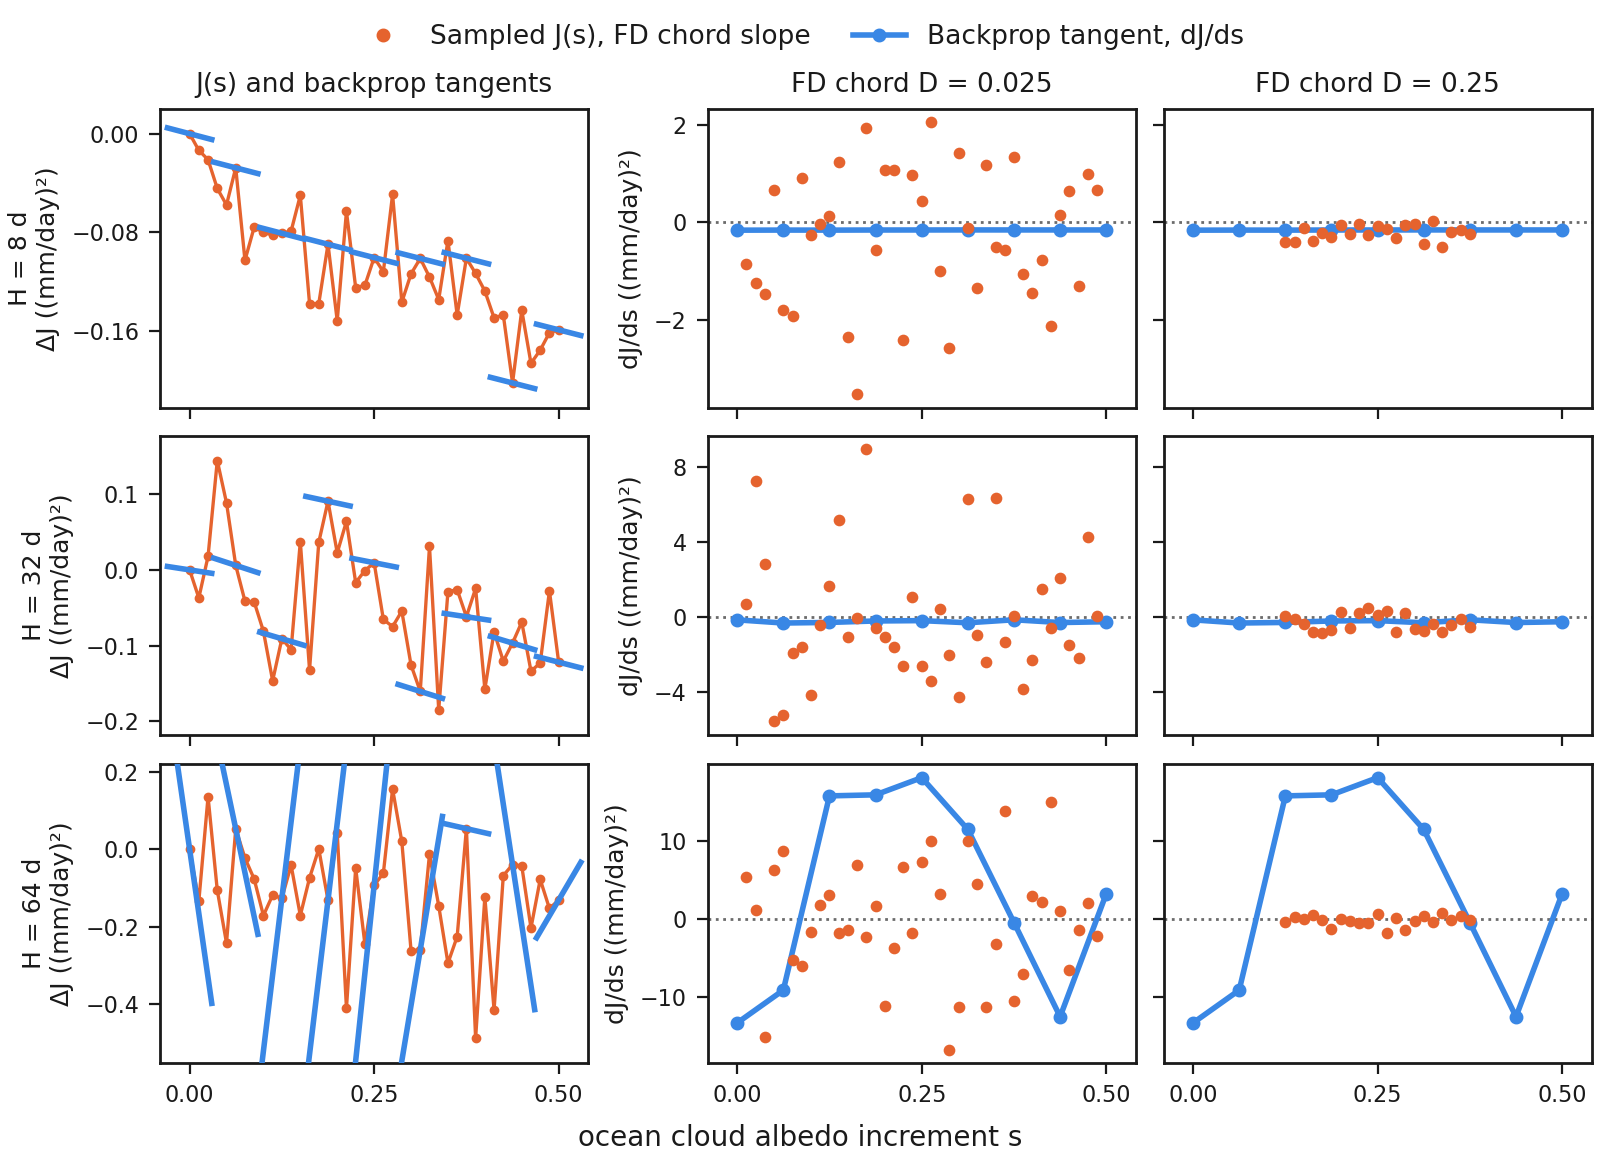 Sampled J(s), FD chord slope
Backprop tangent, dJ/ds
J(s) and backprop tangents
FD chord D = 0.025
FD chord D = 0.25
H = 8 d
ΔJ ((mm/day)²)
0.00
−0.08
−0.16
dJ/ds ((mm/day)²)
2
0
−2
H = 32 d
ΔJ ((mm/day)²)
0.1
0.0
−0.1
−0.2
dJ/ds ((mm/day)²)
8
4
0
−4
H = 64 d
ΔJ ((mm/day)²)
0.2
0.0
−0.2
−0.4
dJ/ds ((mm/day)²)
10
0
−10
0.00 0.25 0.50
0.00 0.25 0.50
0.00 0.25 0.50
ocean cloud albedo increment s